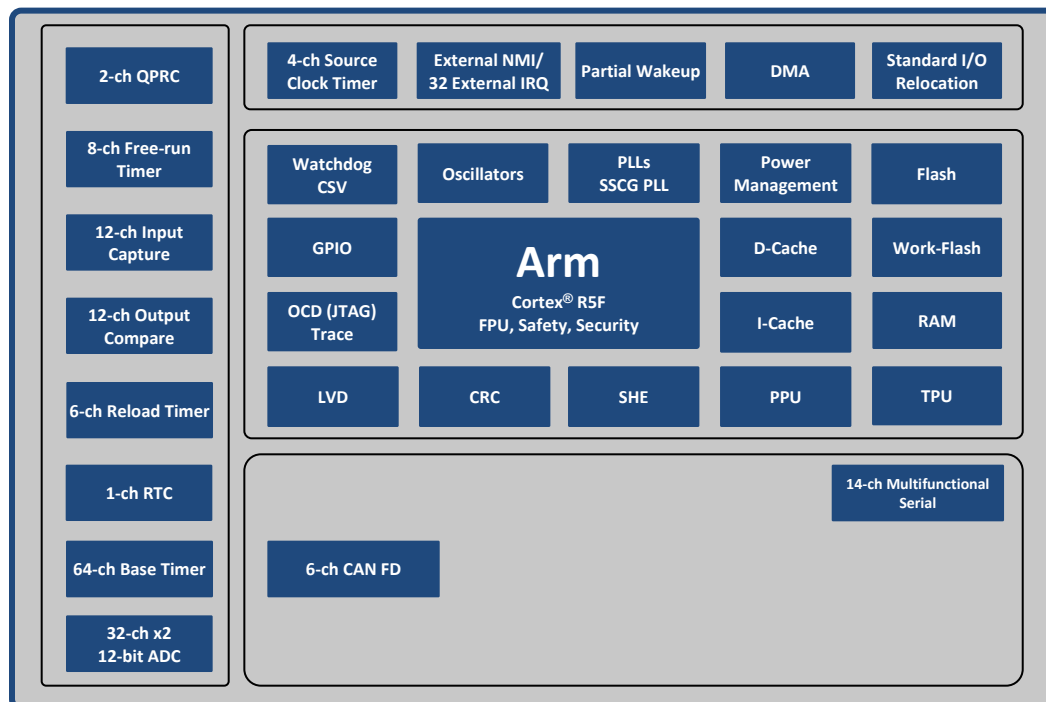 2-ch QPRC
8-ch Free-run
Timer
12-ch Input
Capture
12-ch Output
Compare
6-ch Reload Timer
1-ch RTC
64-ch Base Timer
32-ch x2
12-bit ADC
4-ch Source
Clock Timer
External NMI/
32 External IRQ
Partial Wakeup
DMA
Standard I/O
Relocation
Watchdog
CSV
Oscillators
PLLs
SSCG PLL
Power
Management
Flash
GPIO
Arm
Cortex® R5F
FPU, Safety, Security
D-Cache
Work-Flash
OCD (JTAG)
Trace
I-Cache
RAM
LVD
CRC
SHE
PPU
TPU
14-ch Multifunctional
Serial
6-ch CAN FD